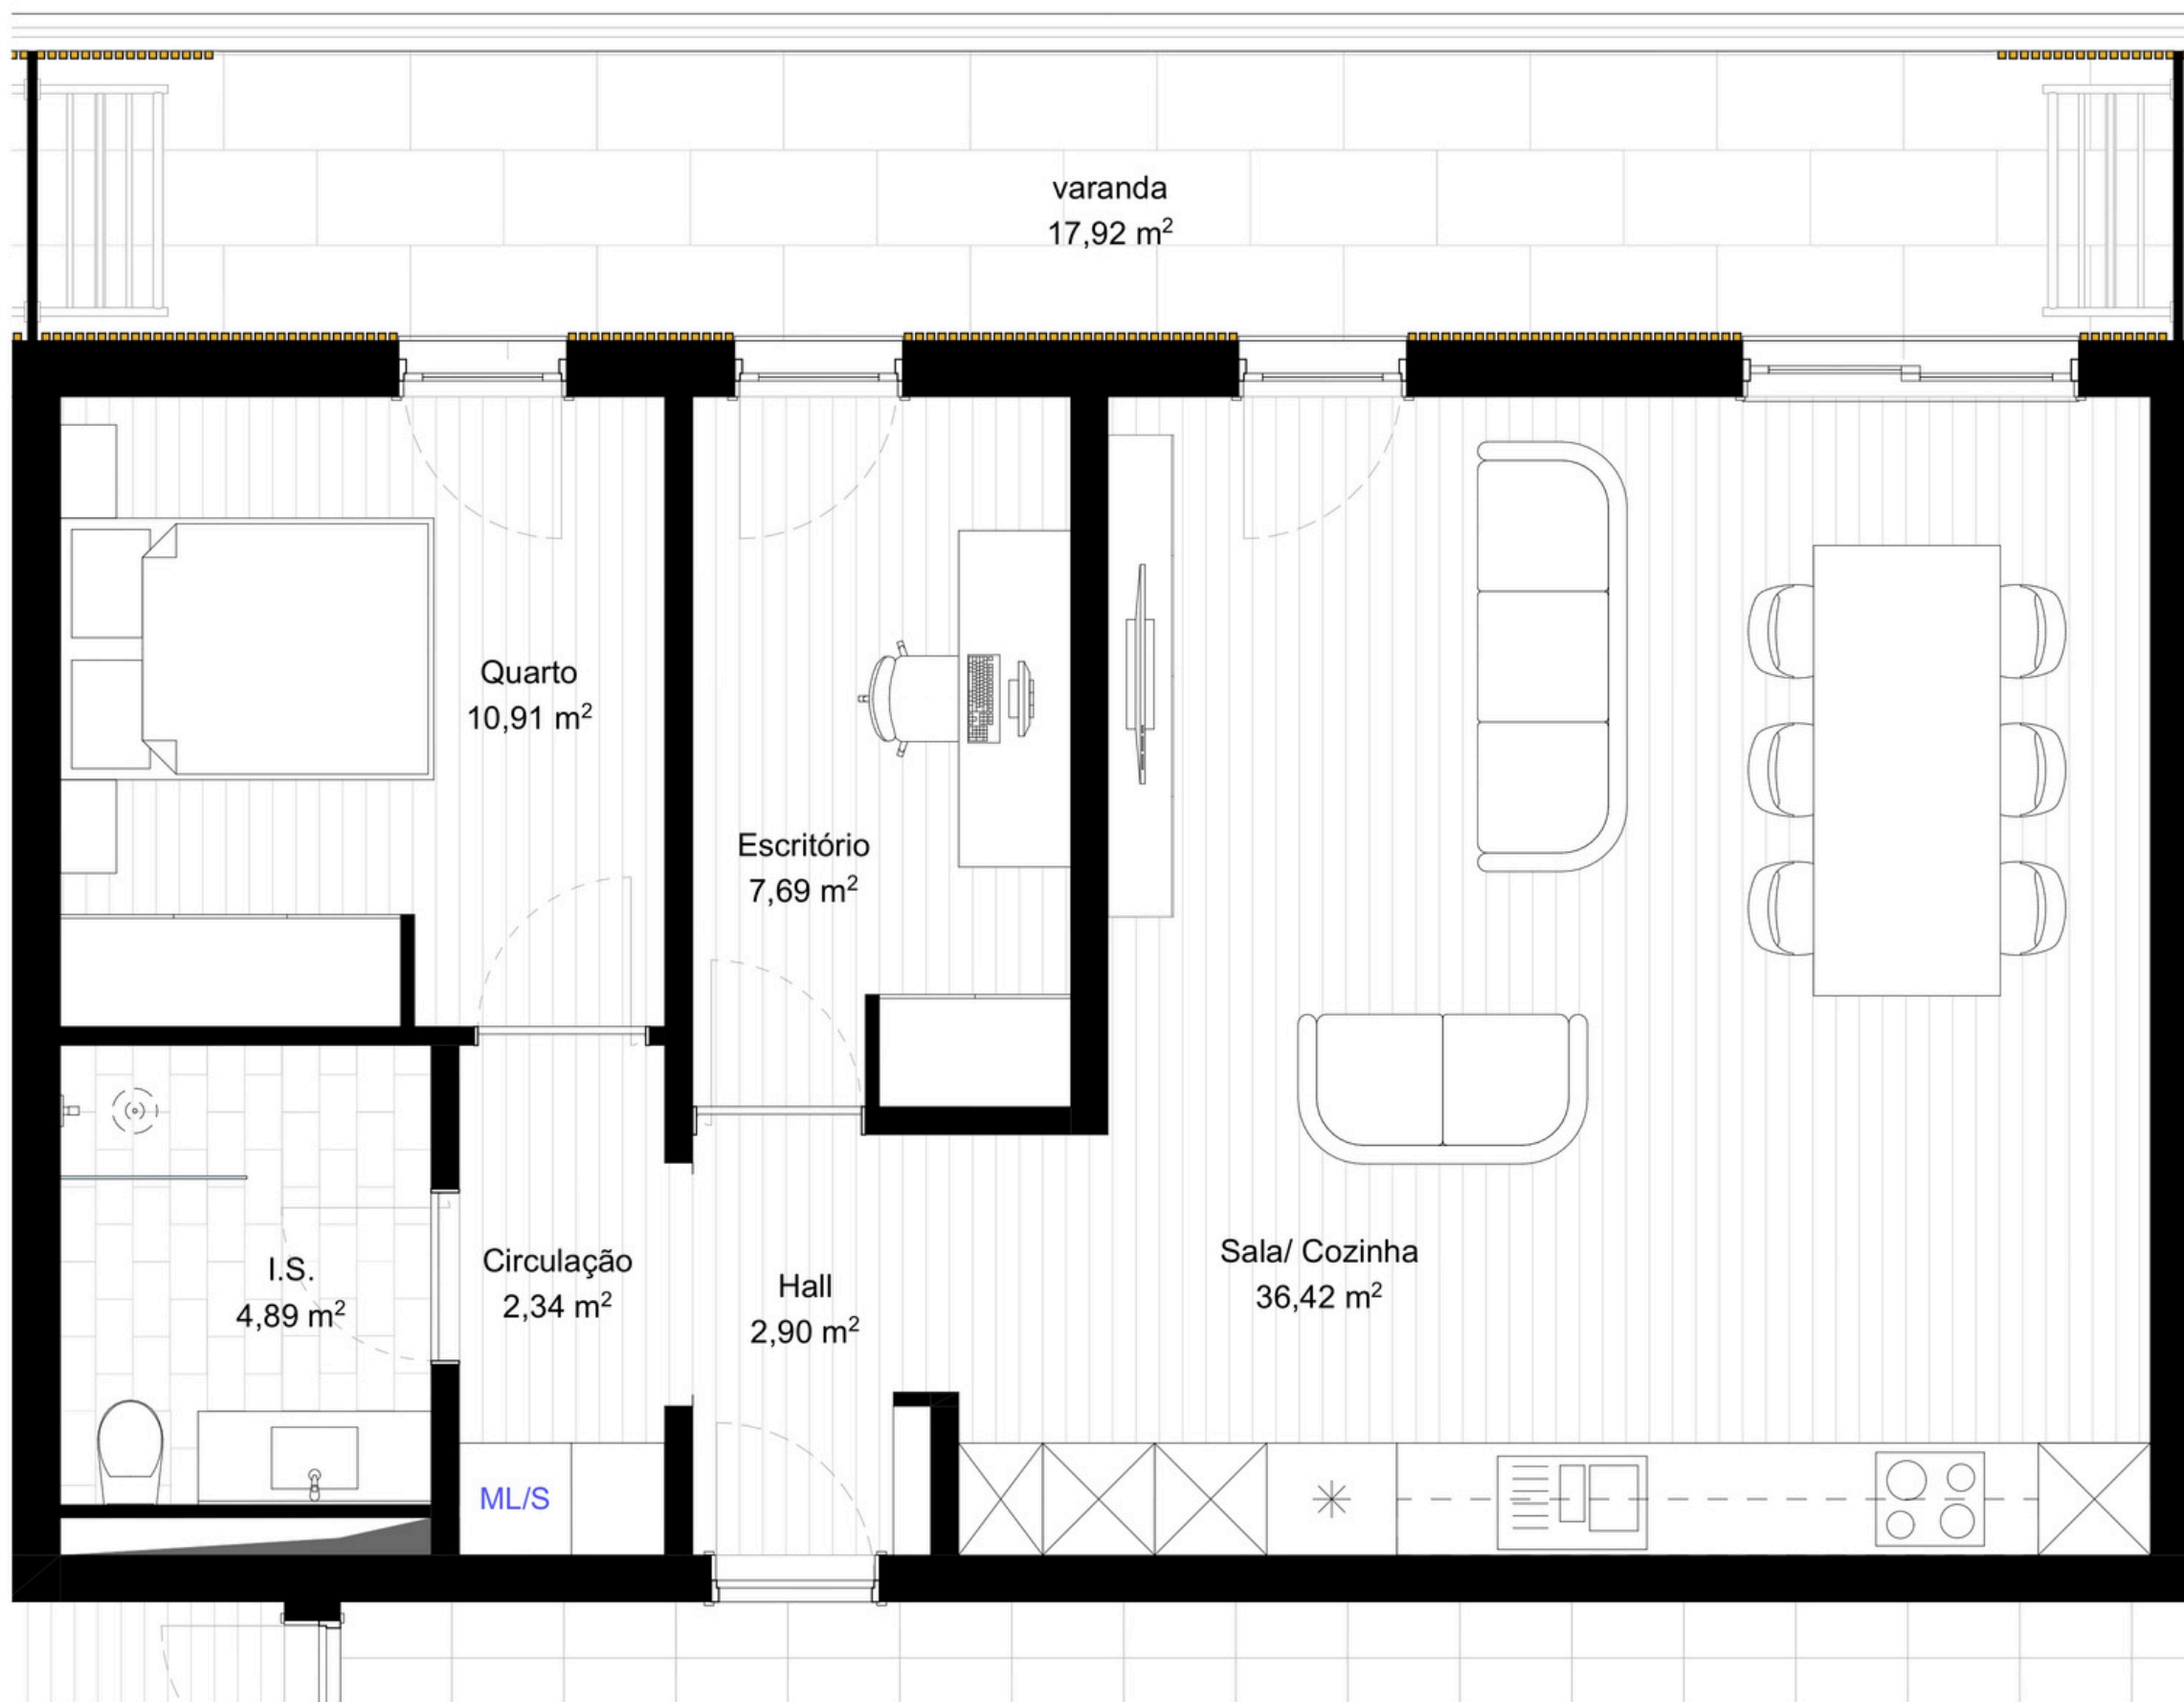 varanda
17,92 m²
Quarto
10,91 m²
Escritório
7,69 m²
I.S.
4,89 m²
Circulação
2,34 m²
Hall
2,90 m²
Sala/ Cozinha
36,42 m²
ML/S